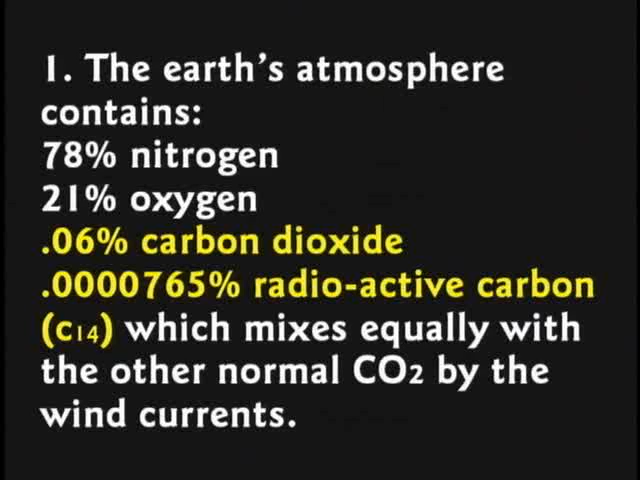 1. The earth's atmosphere
contains:
78% nitrogen
21% oxygen
.06% carbon dioxide
.0000765% radio-active carbon
(c14) which mixes equally with
the other normal CO2 by the
wind currents.